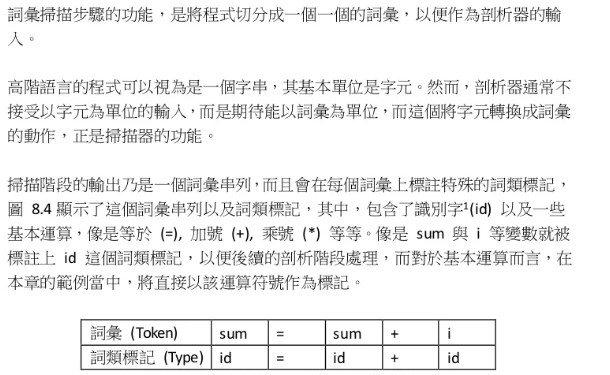 詞彙掃描步驟的功能，是將程式切分成一個一個的詞彙，以便作為剖析器的輸
入。
高階語言的程式可以視為是一個字串，其基本單位是字元。然而，剖析器通常不
接受以字元為單位的輸入，而是期待能以詞彙為單位，而這個將字元轉換成詞彙
的動作，正是掃描器的功能。
掃描階段的輸出乃是一個詞彙串列，而且會在每個詞彙上標註特殊的詞類標記，
圖 8.4 顯示了這個詞彙串列以及詞類標記，其中，包含了識別字¹(id) 以及一些
基本運算，像是等於 (=), 加號 (+), 乘號 (*) 等等。像是 sum 與 i 等變數就被
標註上 id 這個詞類標記，以便後續的剖析階段處理，而對於基本運算而言，在
本章的範例當中，將直接以該運算符號作為標記。
詞彙 (Token) sum = sum + i
詞類標記 (Type) id = id + id